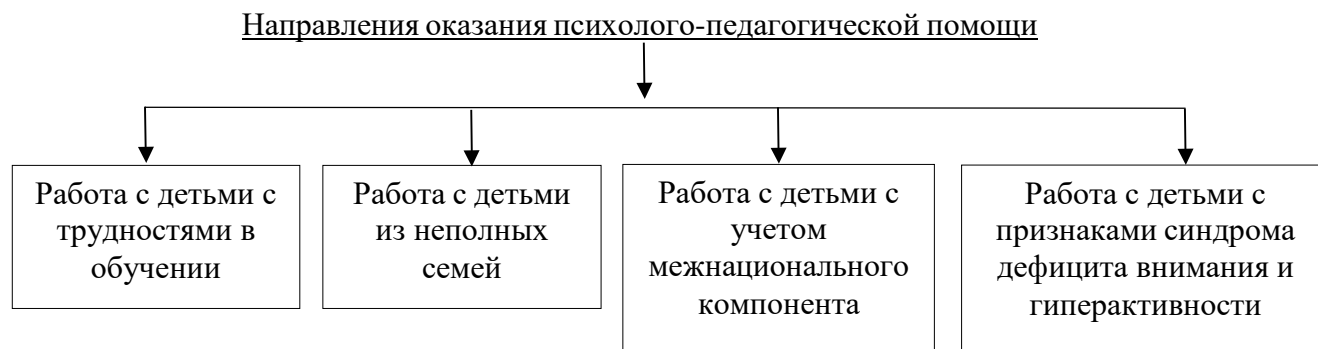 Направления оказания психолого-педагогической помощи
Работа с детьми с
трудностями в
обучении
Работа с детьми
из неполных
семей
Работа с детьми с
учетом
межнационального
компонента
Работа с детьми с
признаками синдрома
дефицита внимания и
гиперактивности